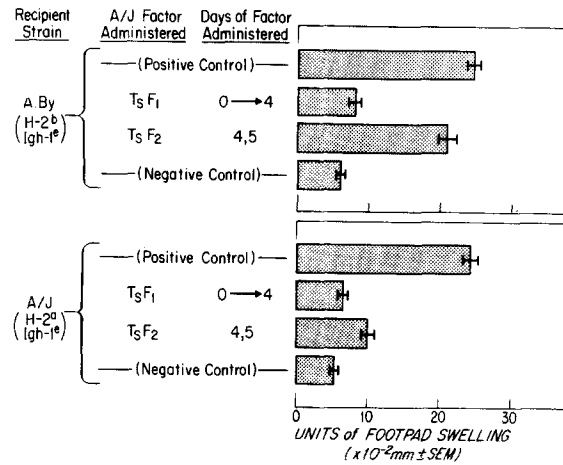 Recipient Strain
A/J Factor Administered
Days of Factor Administered
A.By
(H-2b
Igh-1e)
(Positive Control)
TsF1 0 → 4
TsF2 4,5
(Negative Control)
A/J
(H-2a
Igh-1e)
(Positive Control)
TsF1 0 → 4
TsF2 4,5
(Negative Control)
0 10 20 30
UNITS of FOOTPAD SWELLING
(x10-2mm ± SEM)